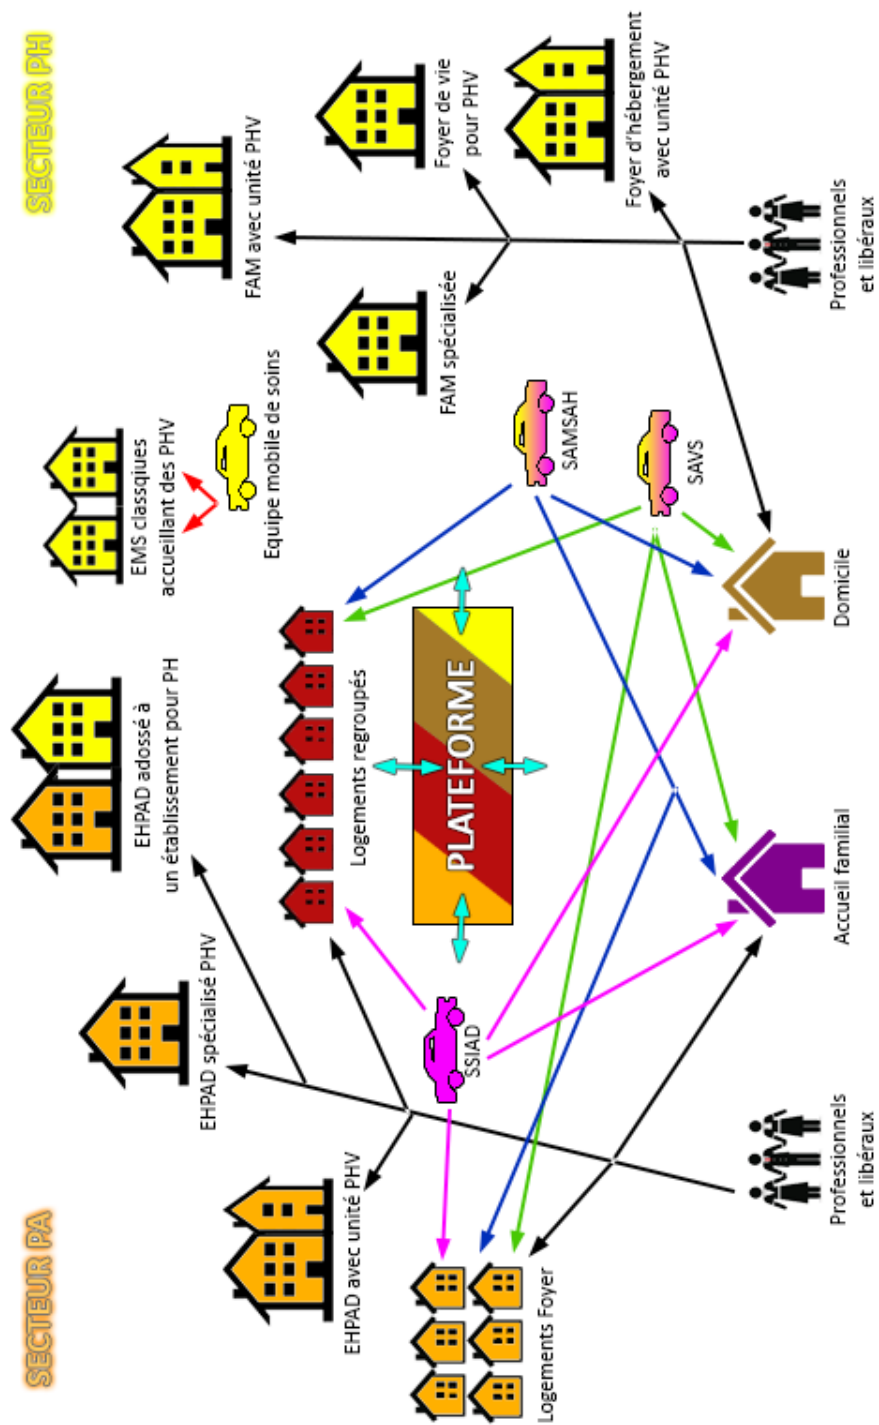 SECTEUR PA
SECTEUR PH
EHPAD adossé à
un établissement pour PH
EMS classqiues
accueillant des PHV
EHPAD spécialisé PHV
FAM avec unité PHV
Equipe mobile de soins
EHPAD avec unité PHV
Logements regroupés
FAM spécialisée
Foyer de vie
pour PHV
PLATEFORME
SSIAD
SAMSAH
Logements Foyer
Foyer d'hébergement
avec unité PHV
SAVS
Professionnels
et libéraux
Accueil familial
Domicile
Professionnels
et libéraux